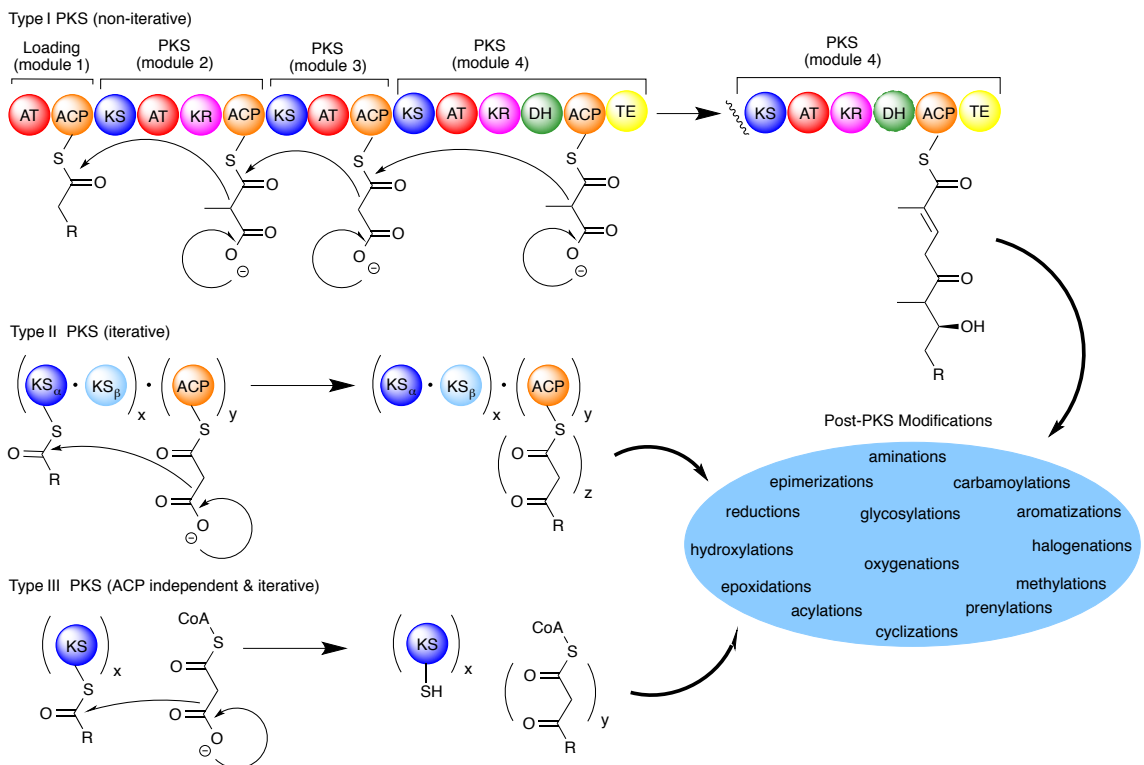 Type I PKS (non-iterative)
Loading
(module 1)
PKS
(module 2)
PKS
(module 3)
PKS
(module 4)
PKS
(module 4)
AT ACP KS AT KR ACP KS AT ACP KS AT KR DH ACP TE
KS AT KR DH ACP TE
S
O
R
S
O
O
O
⊖
S
O
O
O
⊖
S
O
O
O
⊖
S
O
O
OH
R
Type II PKS (iterative)
KSα · KSβ x · ACP y
KSα · KSβ x · ACP y
S
O
R
S
O
O
O
⊖
S
O
O
z
R
Post-PKS Modifications
aminations
epimerizations
carbamoylations
reductions
glycosylations
aromatizations
hydroxylations
halogenations
oxygenations
epoxidations
methylations
acylations
prenylations
cyclizations
Type III PKS (ACP independent & iterative)
KS x
S
O
R
CoA
S
O
O
O
⊖
KS x
SH
CoA
S
O
O
y
R